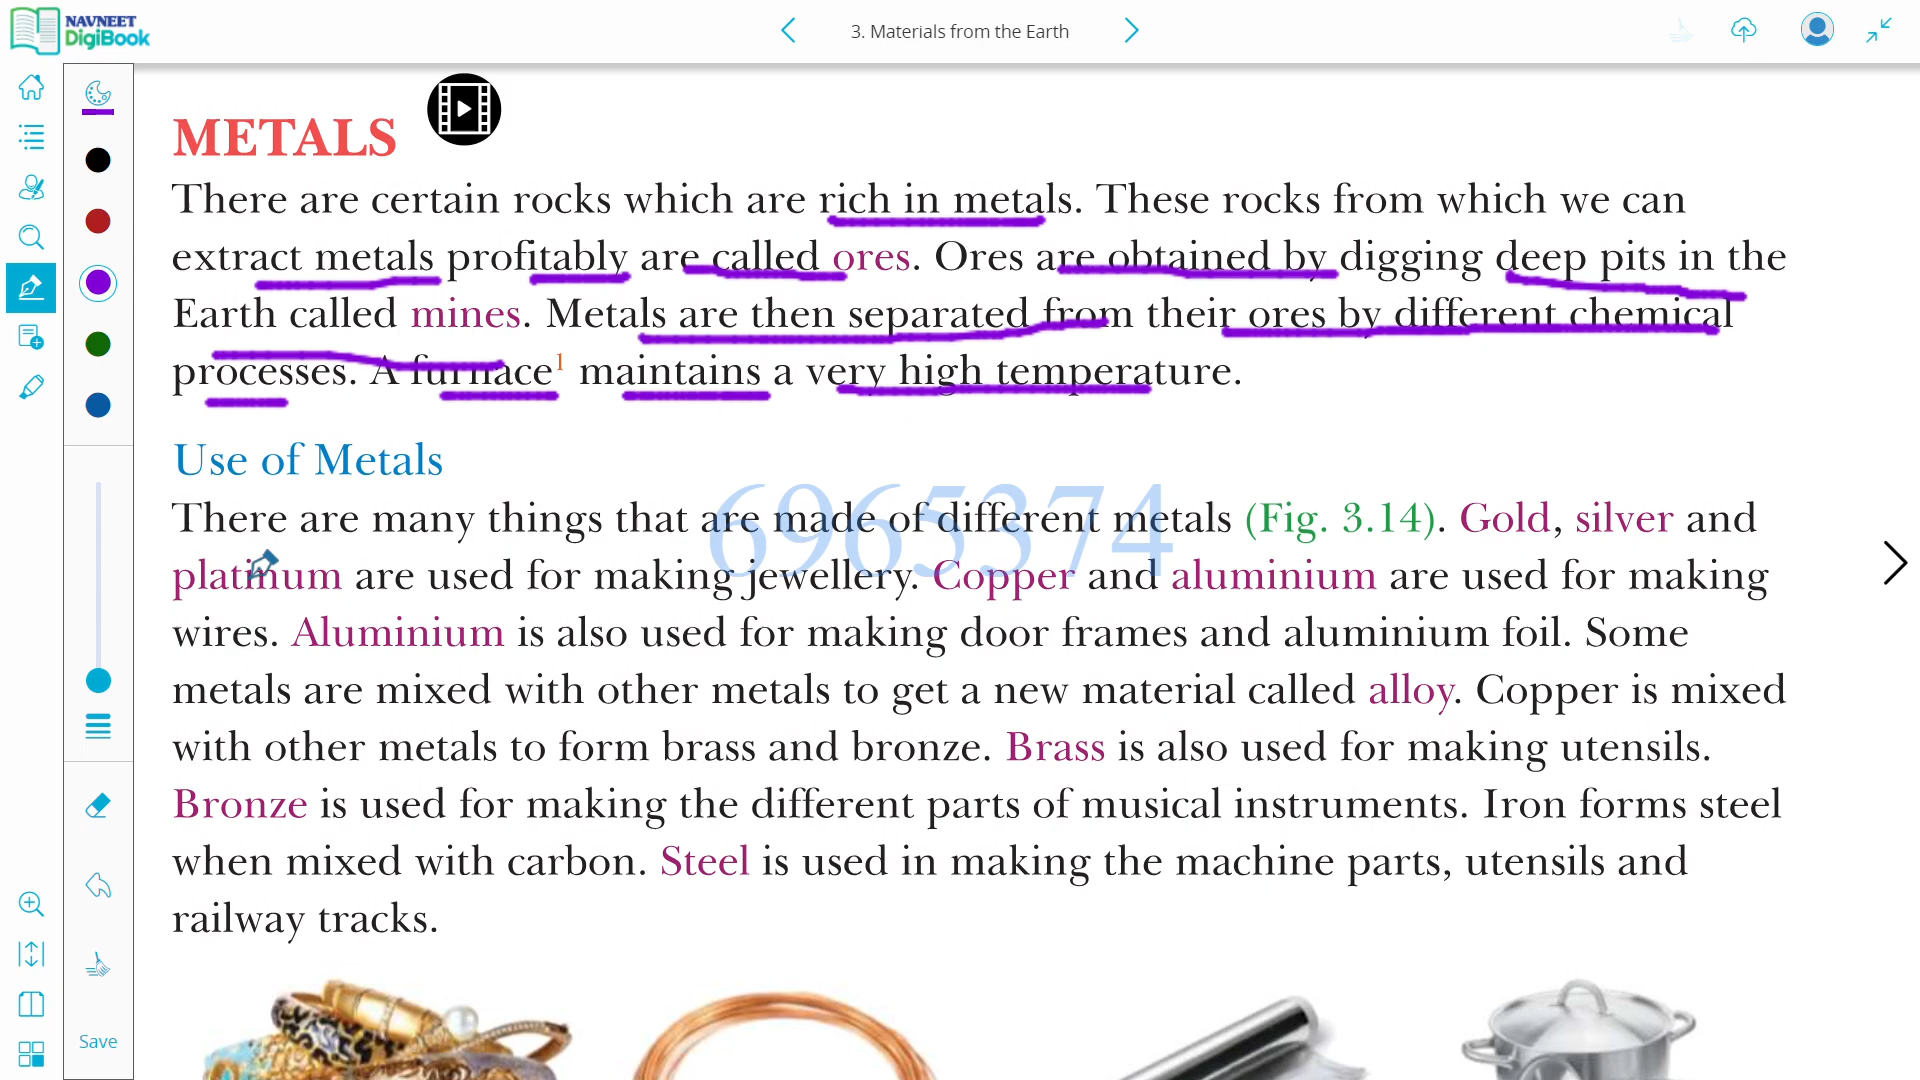 NAVNEET
DigiBook
3. Materials from the Earth
METALS
There are certain rocks which are rich in metals. These rocks from which we can
extract metals profitably are called ores. Ores are obtained by digging deep pits in the
Earth called mines. Metals are then separated from their ores by different chemical
processes. A furnace1 maintains a very high temperature.
Use of Metals
There are many things that are made of different metals (Fig. 3.14). Gold, silver and
platinum are used for making jewellery. Copper and aluminium are used for making
wires. Aluminium is also used for making door frames and aluminium foil. Some
metals are mixed with other metals to get a new material called alloy. Copper is mixed
with other metals to form brass and bronze. Brass is also used for making utensils.
Bronze is used for making the different parts of musical instruments. Iron forms steel
when mixed with carbon. Steel is used in making the machine parts, utensils and
railway tracks.
6965374
Save